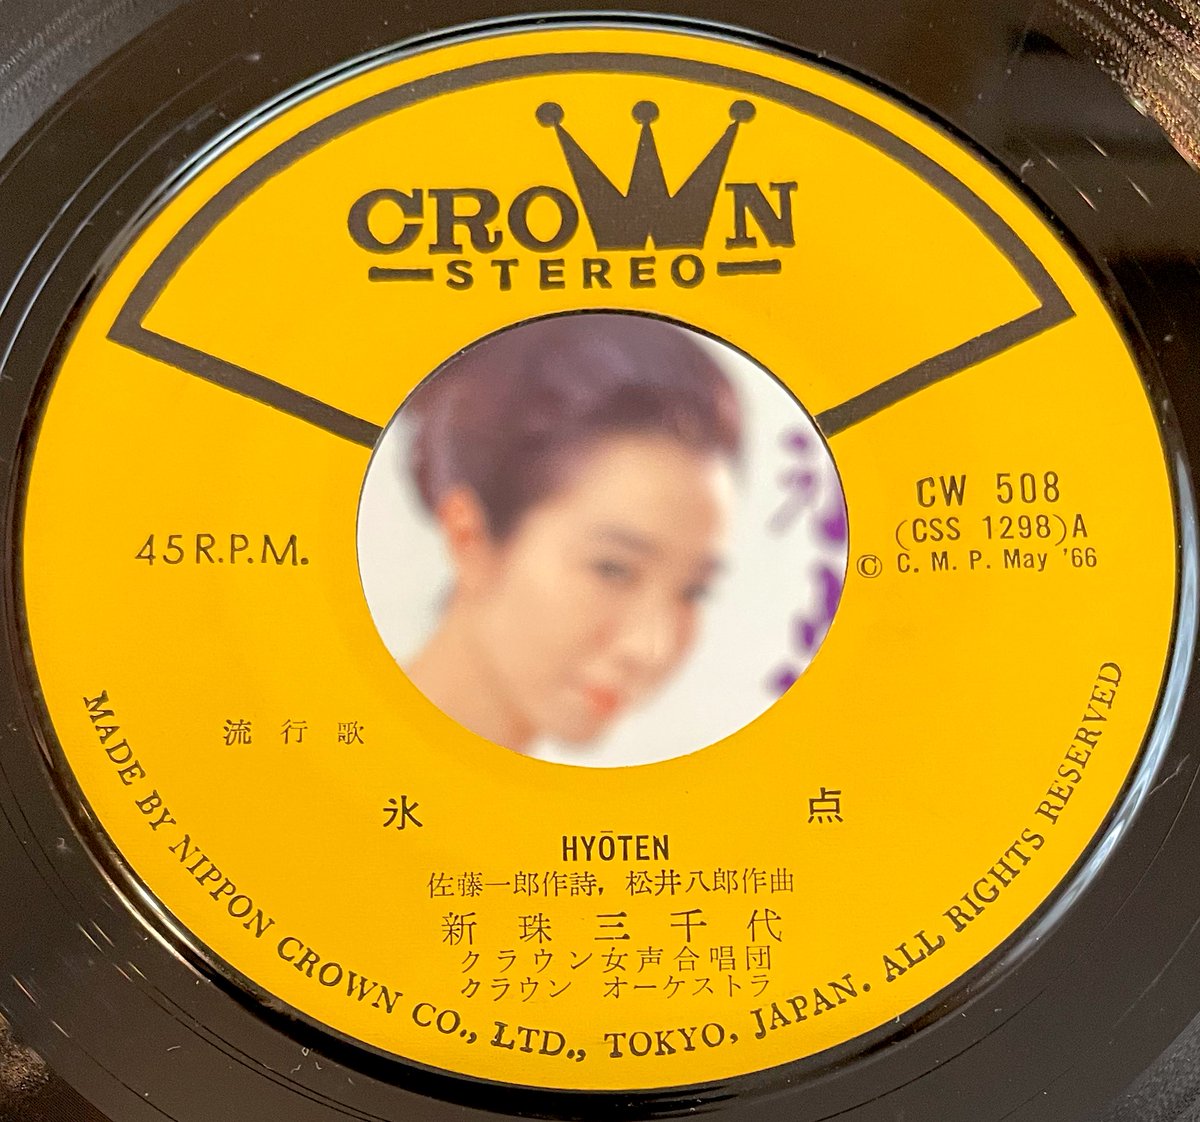 CROWN
STEREO
45 R.P.M.
CW 508
(CSS 1298)A
© C. M. P. May '66
流行歌
氷点
HYŌTEN
佐藤一郎作詩, 松井八郎作曲
新珠三千代
クラウン女声合唱団
クラウン オーケストラ
MADE BY NIPPON CROWN CO., LTD., TOKYO, JAPAN. ALL RIGHTS RESERVED